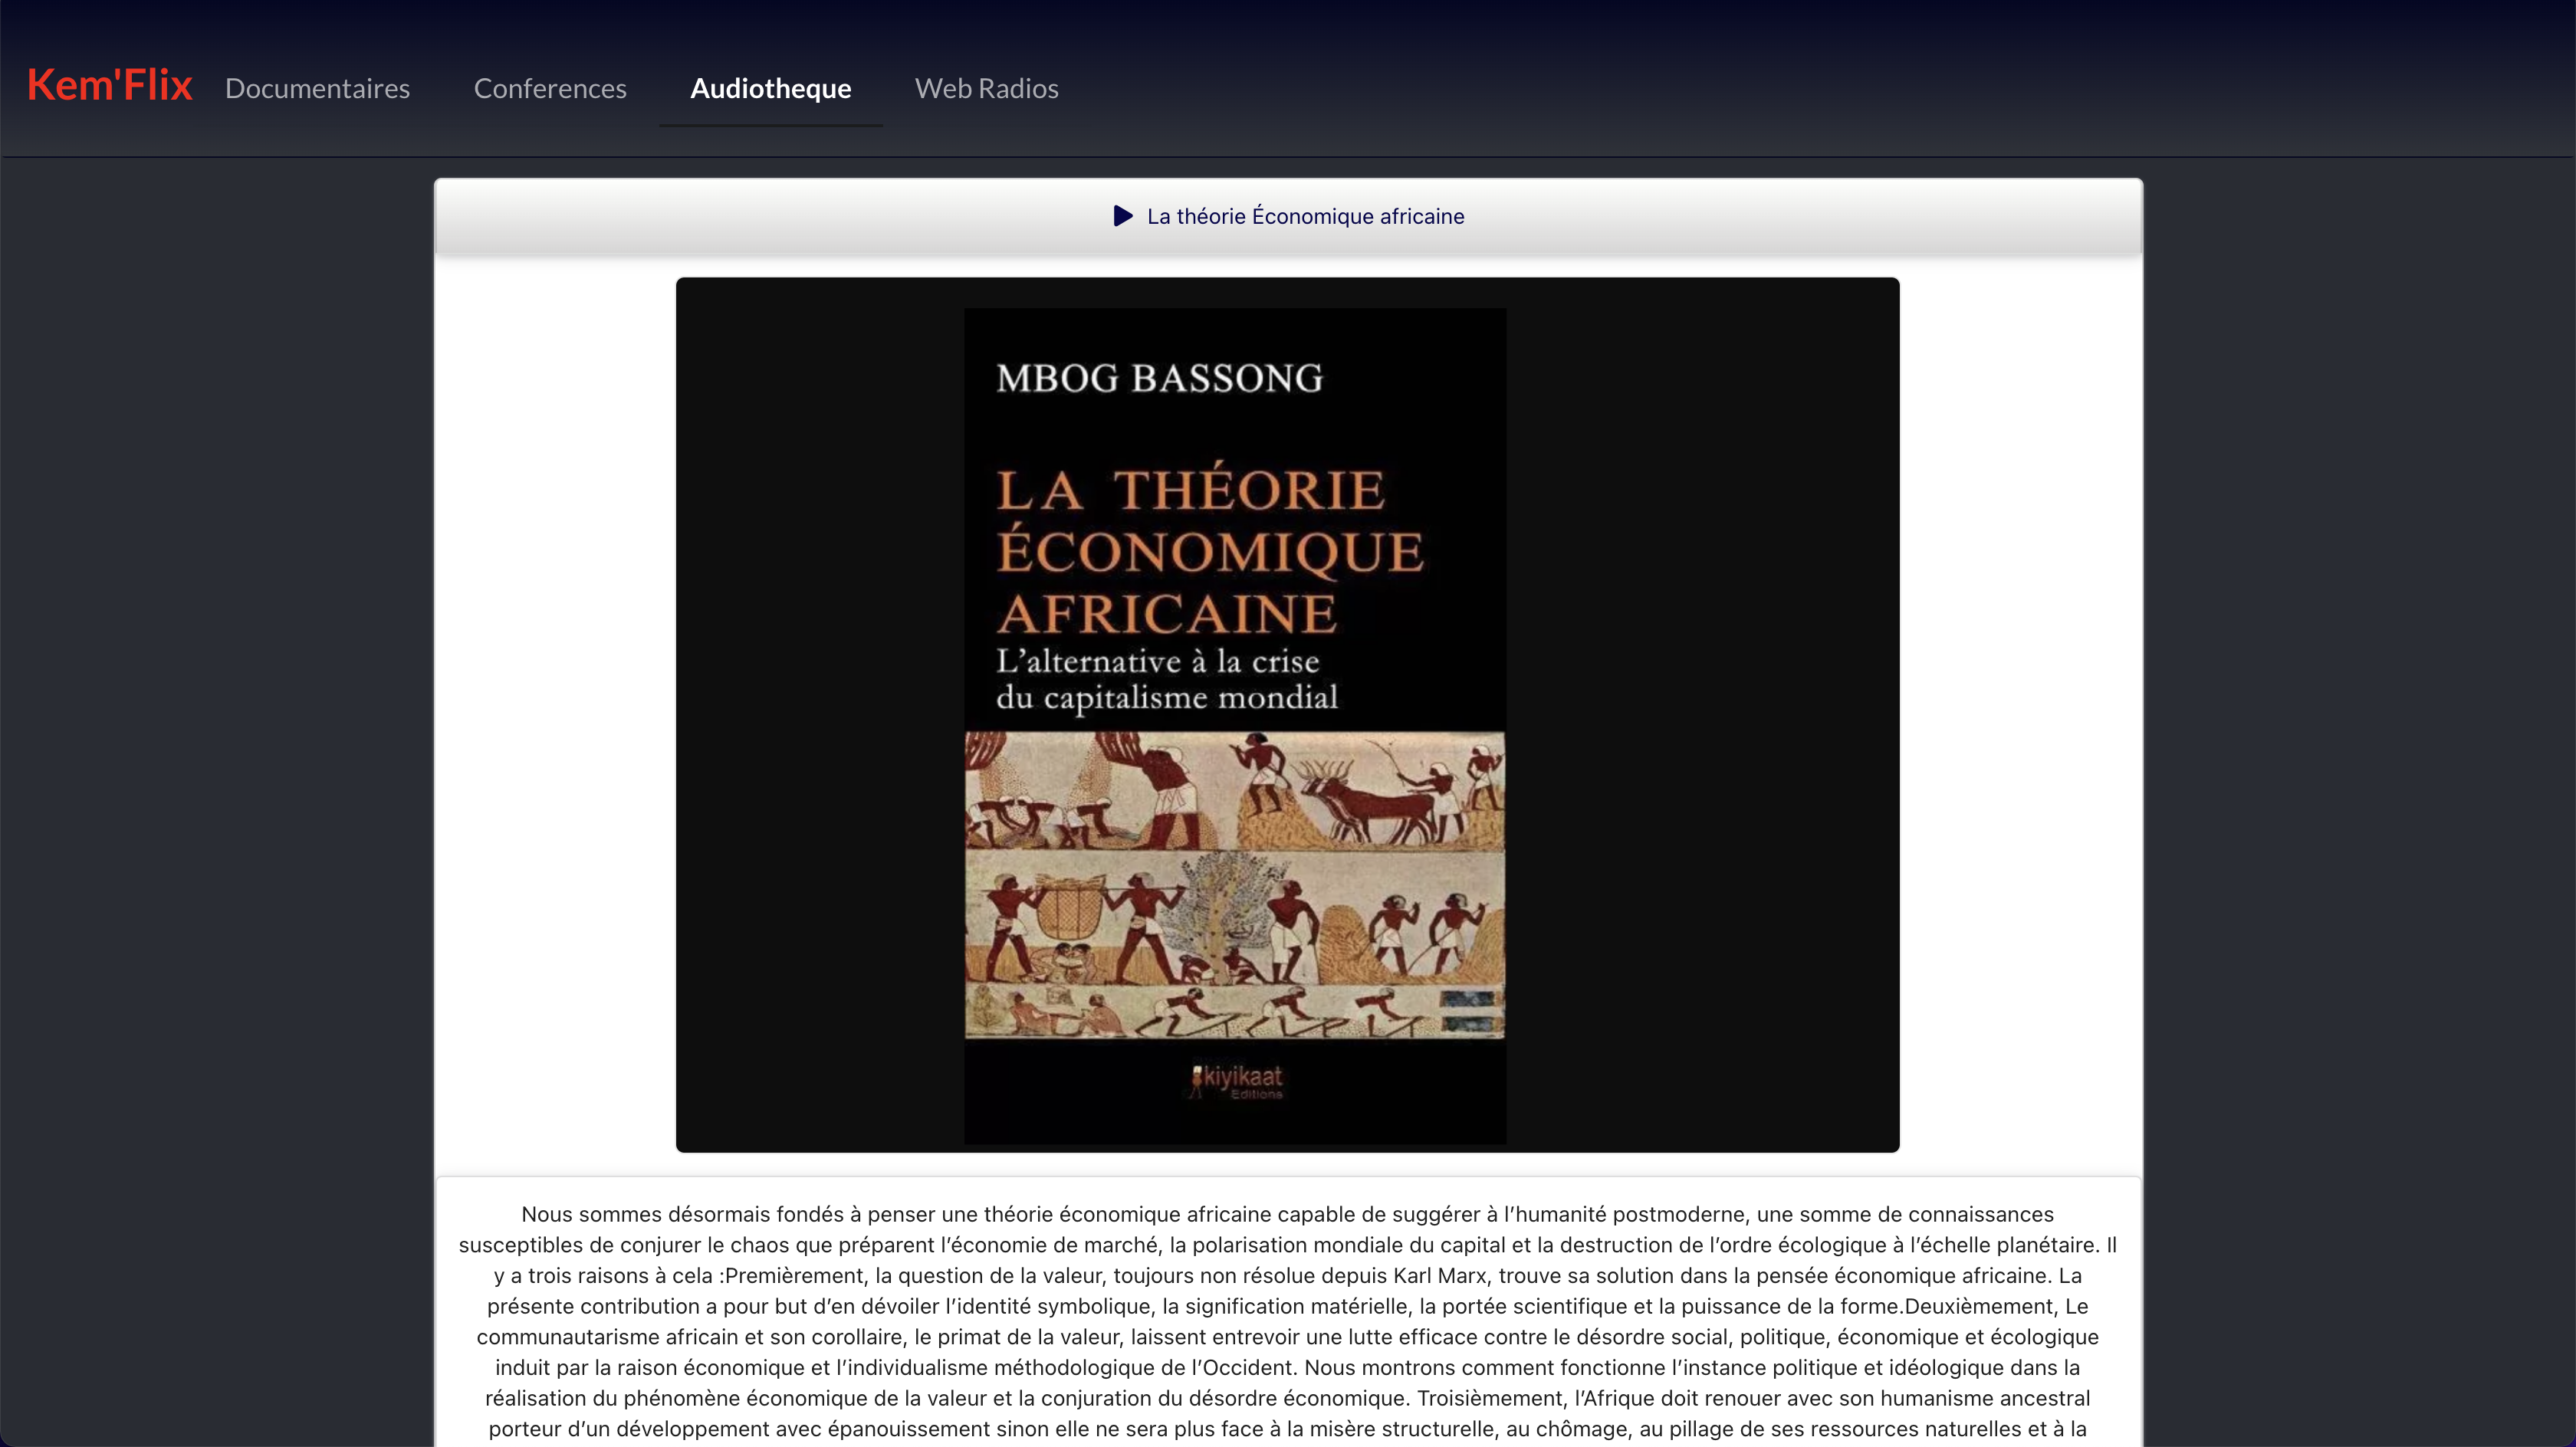 Kem'Flix Documentaires Conferences Audiotheque Web Radios
La théorie Économique africaine
MBOG BASSONG
LA THÉORIE
ÉCONOMIQUE
AFRICAINE
L’alternative à la crise
du capitalisme mondial
kiyikaat
Editions
Nous sommes désormais fondés à penser une théorie économique africaine capable de suggérer à l’humanité postmoderne, une somme de connaissances
susceptibles de conjurer le chaos que préparent l’économie de marché, la polarisation mondiale du capital et la destruction de l’ordre écologique à l’échelle planétaire. Il
y a trois raisons à cela :Premièrement, la question de la valeur, toujours non résolue depuis Karl Marx, trouve sa solution dans la pensée économique africaine. La
présente contribution a pour but d’en dévoiler l’identité symbolique, la signification matérielle, la portée scientifique et la puissance de la forme.Deuxièmement, Le
communautarisme africain et son corollaire, le primat de la valeur, laissent entrevoir une lutte efficace contre le désordre social, politique, économique et écologique
induit par la raison économique et l’individualisme méthodologique de l’Occident. Nous montrons comment fonctionne l’instance politique et idéologique dans la
réalisation du phénomène économique de la valeur et la conjuration du désordre économique. Troisièmement, l’Afrique doit renouer avec son humanisme ancestral
porteur d’un développement avec épanouissement sinon elle ne sera plus face à la misère structurelle, au chômage, au pillage de ses ressources naturelles et à la